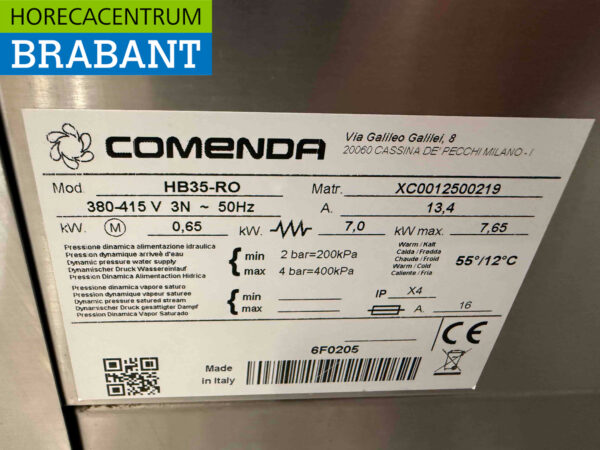 HORECACENTRUM
BRABANT
COMENDA
Via Galileo Galilei, 8
20060 CASSINA DE' PECCHI MILANO - I
Mod. HB35-RO Matr. XC0012500219
380-415 V 3N ~ 50Hz A. 13,4
kW. M 0,65 kW. 7,0 kW max. 7,65
Pressione dinamica alimentazione idraulica
Pression dynamique arrivée d'eau
Dynamic pressure water supply
Dynamischer Druck Wassereinlauf
Pression Dinamica Alimentation Hidrica
min 2 bar=200kPa
max 4 bar=400kPa
Warm / Kalt
Calda / Fredda
Chaude / Froid
Warm / Cold
Caliente / Fria
55°/12°C
Pressione dinamica vapore saturo
Pression dynamique vapeur saturée
Dynamic pressure saturated stream
Dynamischer Druck gesättigter Dampf
Pression Dinamica Vapor Saturado
min
max
IP X4
A. 16
6F0205
CE
Made
in Italy